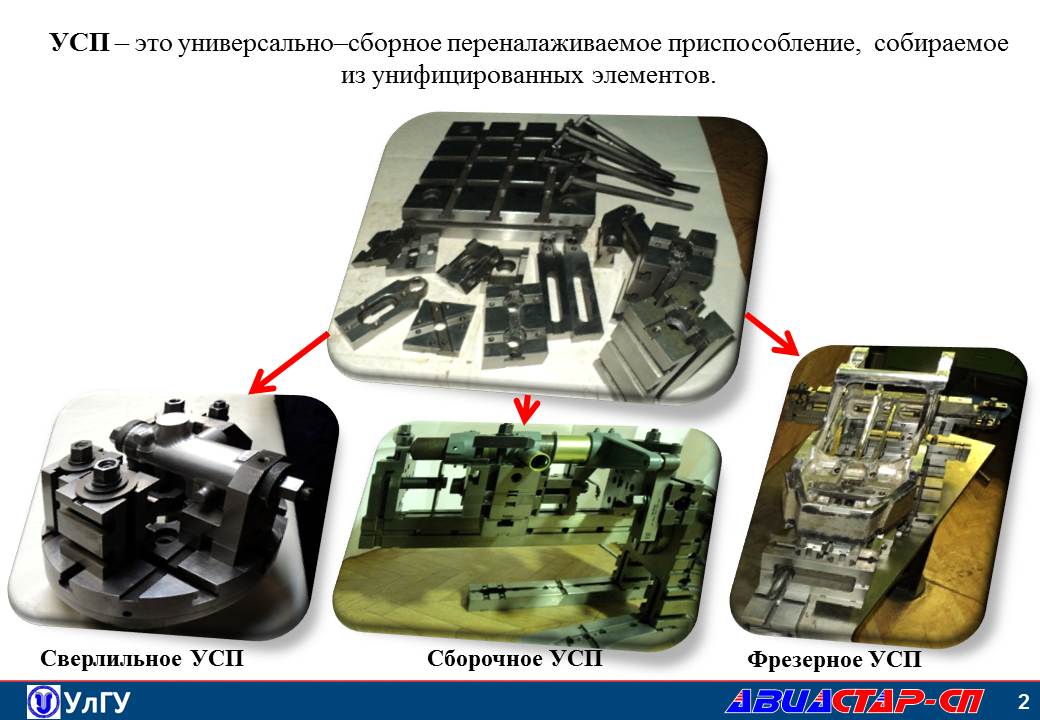 УСП – это универсально–сборное переналаживаемое приспособление, собираемое
из унифицированных элементов.
Сверлильное УСП
Сборочное УСП
Фрезерное УСП
УлГУ
АВИАСТАР-СП
2